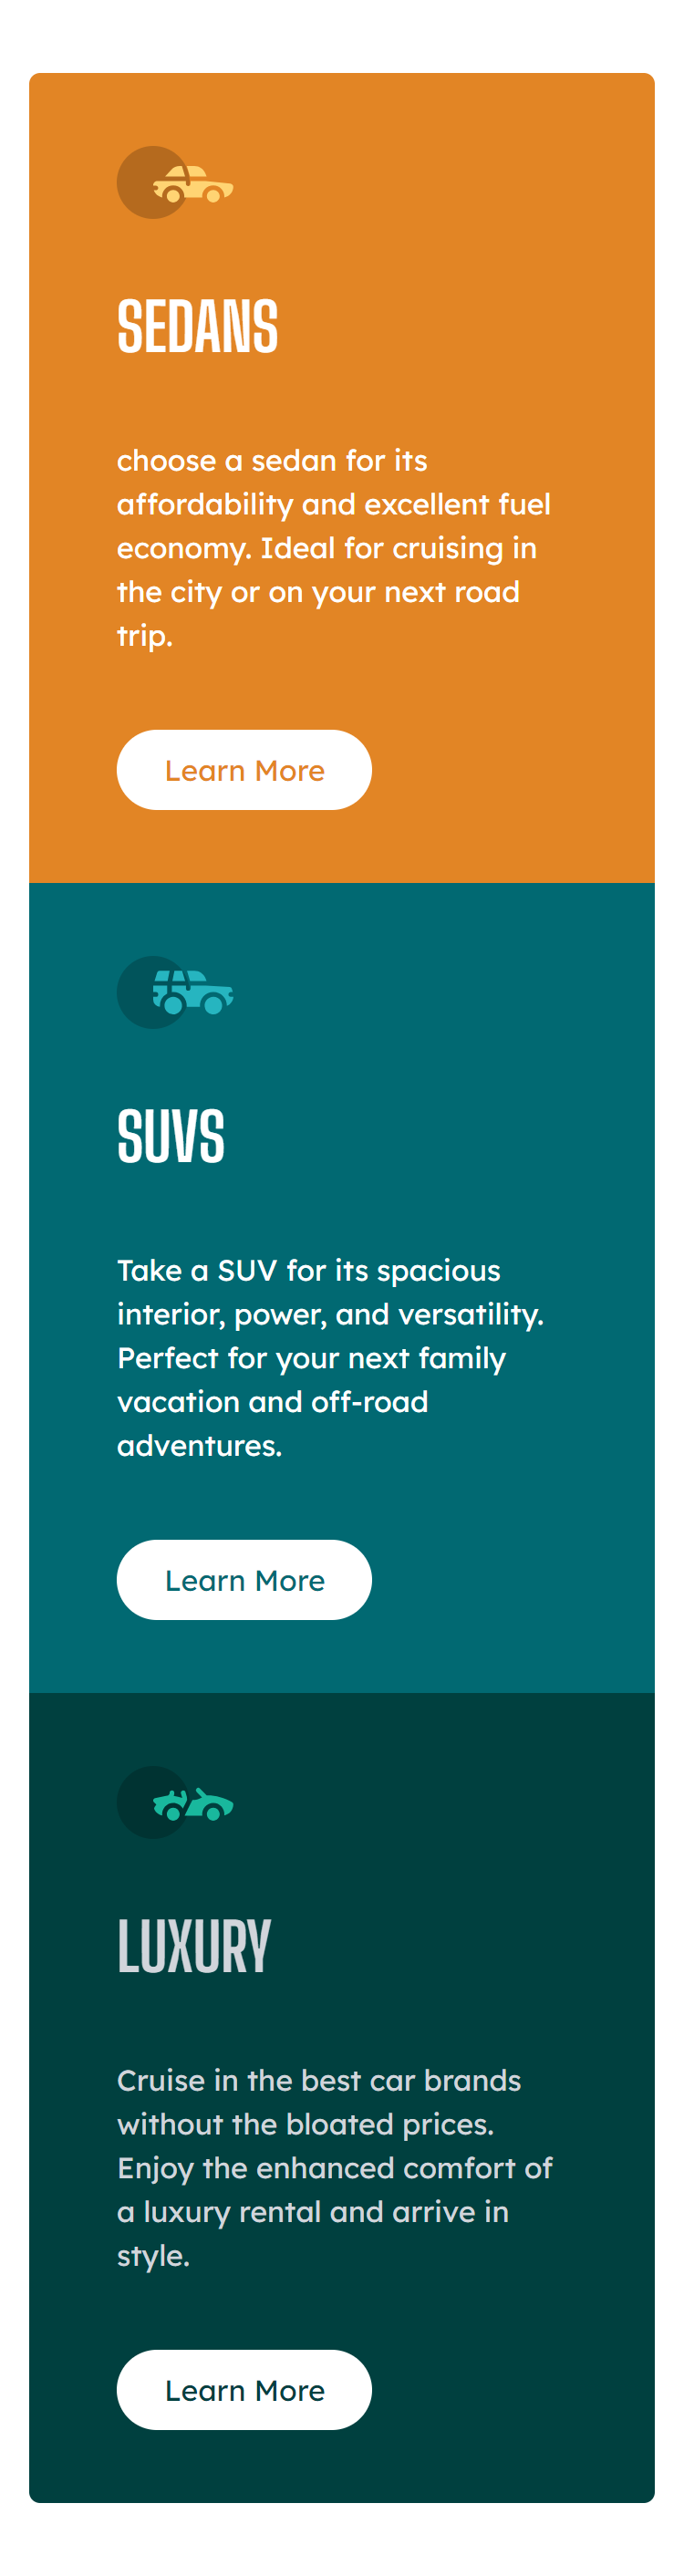 SEDANS
choose a sedan for its
affordability and excellent fuel
economy. Ideal for cruising in
the city or on your next road
trip.
Learn More
SUVS
Take a SUV for its spacious
interior, power, and versatility.
Perfect for your next family
vacation and off-road
adventures.
Learn More
LUXURY
Cruise in the best car brands
without the bloated prices.
Enjoy the enhanced comfort of
a luxury rental and arrive in
style.
Learn More